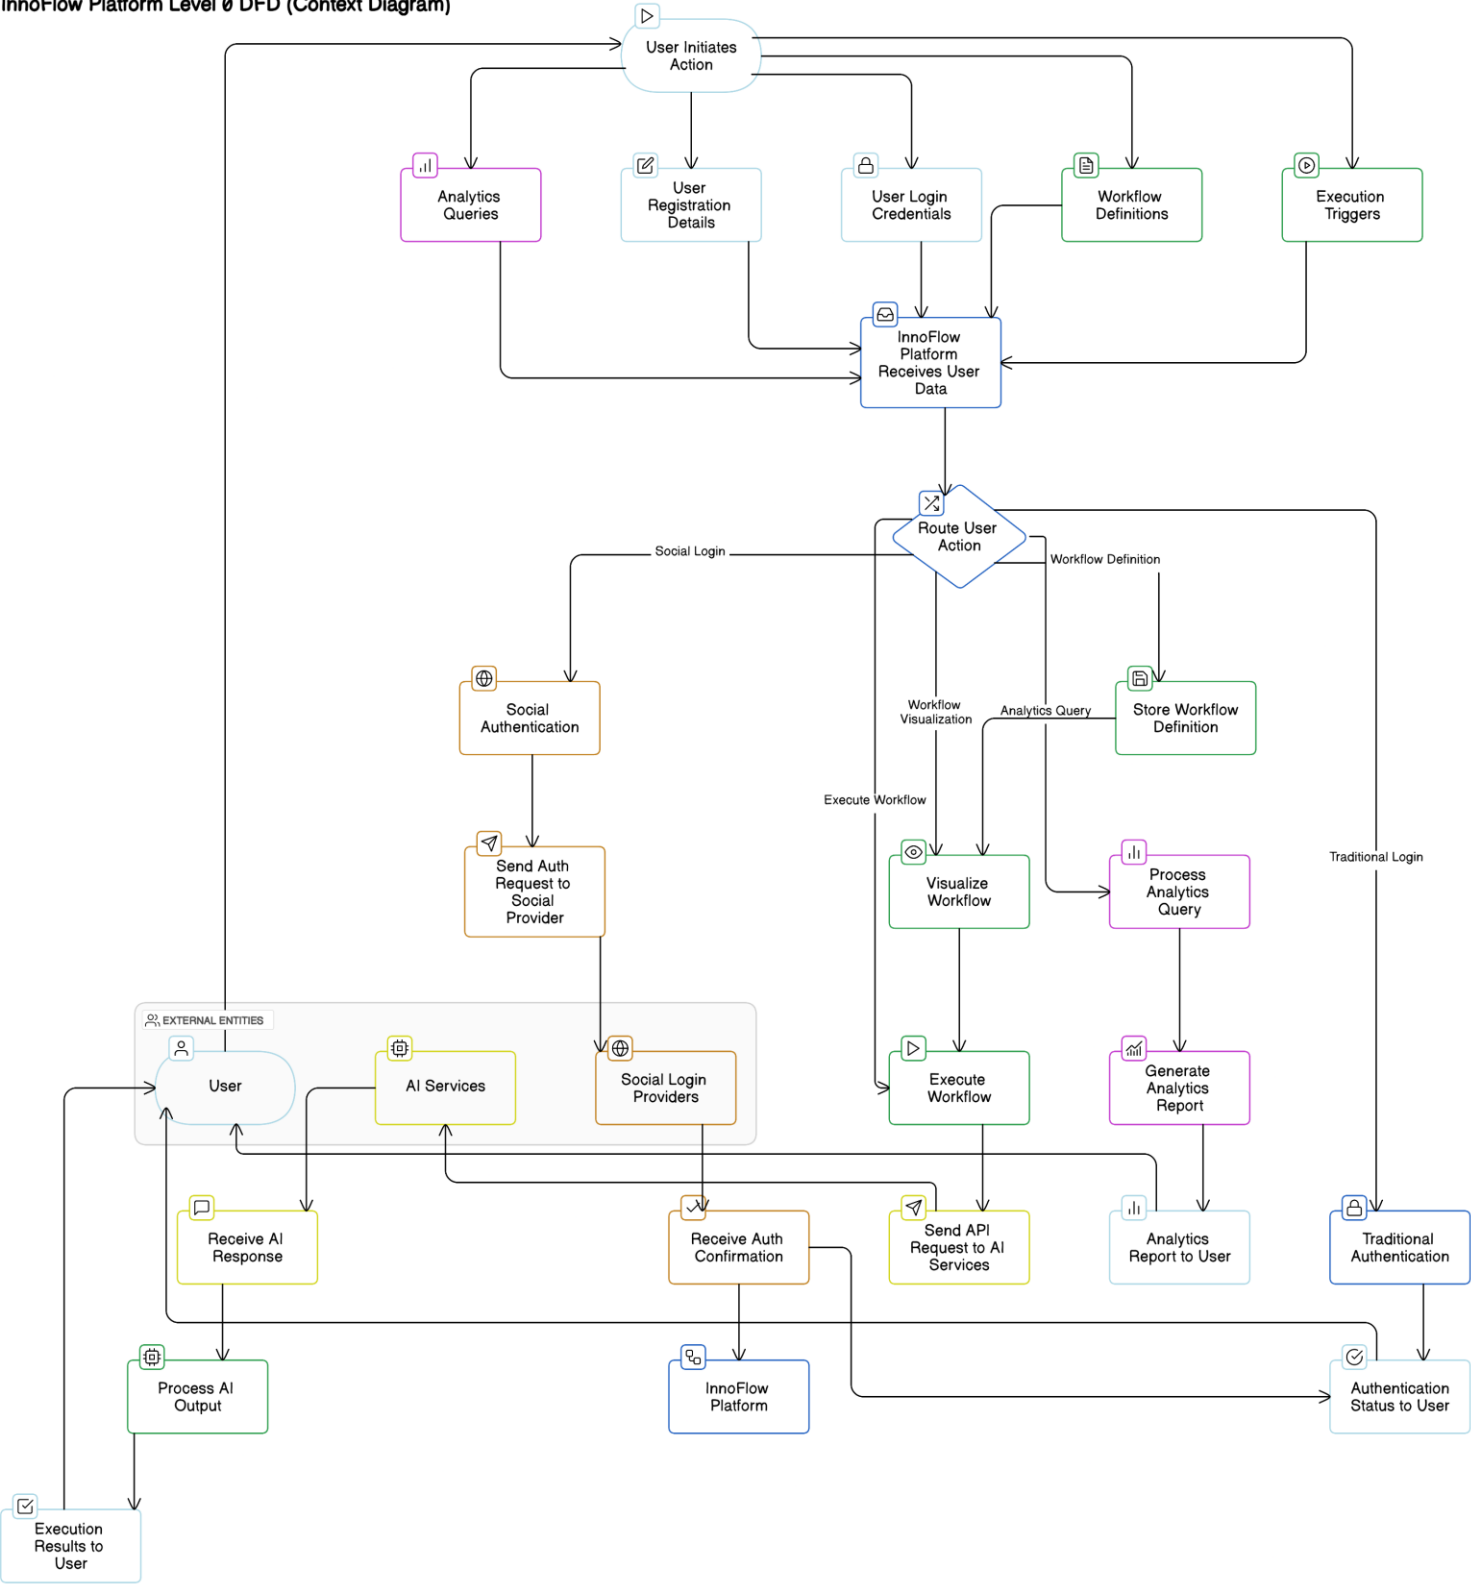 InnoFlow Platform Level 0 DFD (Context Diagram)
User Initiates
Action
Analytics
Queries
User
Registration
Details
User Login
Credentials
Workflow
Definitions
Execution
Triggers
InnoFlow
Platform
Receives User
Data
Route User
Action
Social Login
Workflow Definition
Social
Authentication
Workflow
Visualization
Analytics Query
Store Workflow
Definition
Execute Workflow
Traditional Login
Send Auth
Request to
Social
Provider
Visualize
Workflow
Process
Analytics
Query
EXTERNAL ENTITIES
User
AI Services
Social Login
Providers
Execute
Workflow
Generate
Analytics
Report
Receive AI
Response
Receive Auth
Confirmation
Send API
Request to AI
Services
Analytics
Report to User
Traditional
Authentication
Process AI
Output
InnoFlow
Platform
Authentication
Status to User
Execution
Results to
User